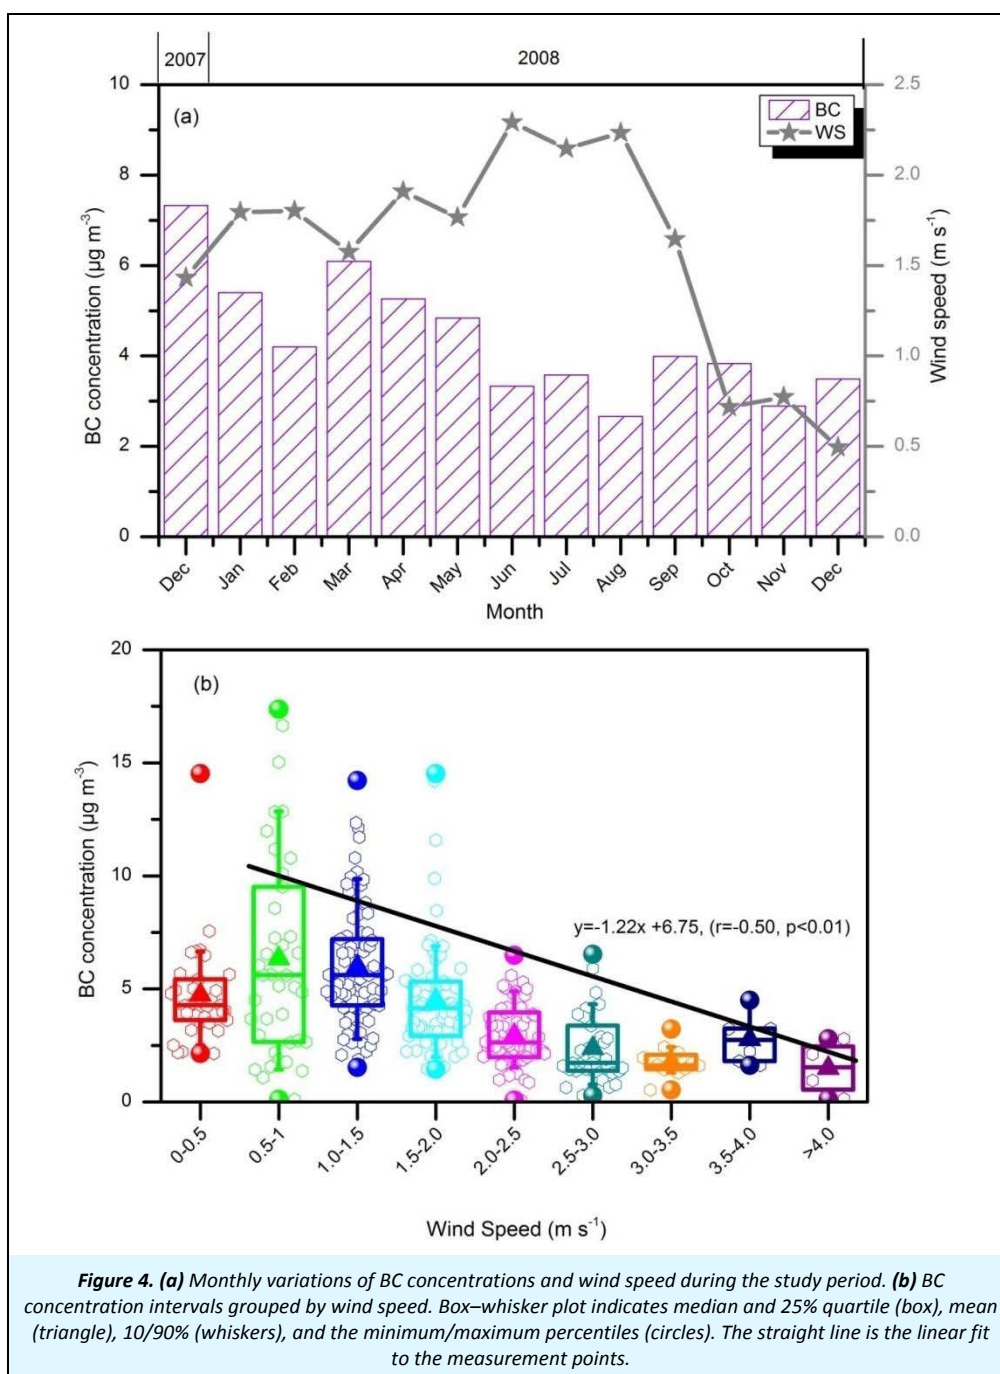 2007 2008
(a)
BC
WS
BC concentration (µg m-3)
10
8
6
4
2
0
2.5
2.0
1.5
1.0
0.5
0.0
Wind speed (m s-1)
Dec Jan Feb Mar Apr May Jun Jul Aug Sep Oct Nov Dec
Month
(b)
BC concentration (µg m-3)
20
15
10
5
0
y=-1.22x +6.75, (r=-0.50, p<0.01)
0-0.5 0.5-1 1.0-1.5 1.5-2.0 2.0-2.5 2.5-3.0 3.0-3.5 3.5-4.0 >4.0
Wind Speed (m s-1)
Figure 4. (a) Monthly variations of BC concentrations and wind speed during the study period. (b) BC
concentration intervals grouped by wind speed. Box–whisker plot indicates median and 25% quartile (box), mean
(triangle), 10/90% (whiskers), and the minimum/maximum percentiles (circles). The straight line is the linear fit
to the measurement points.